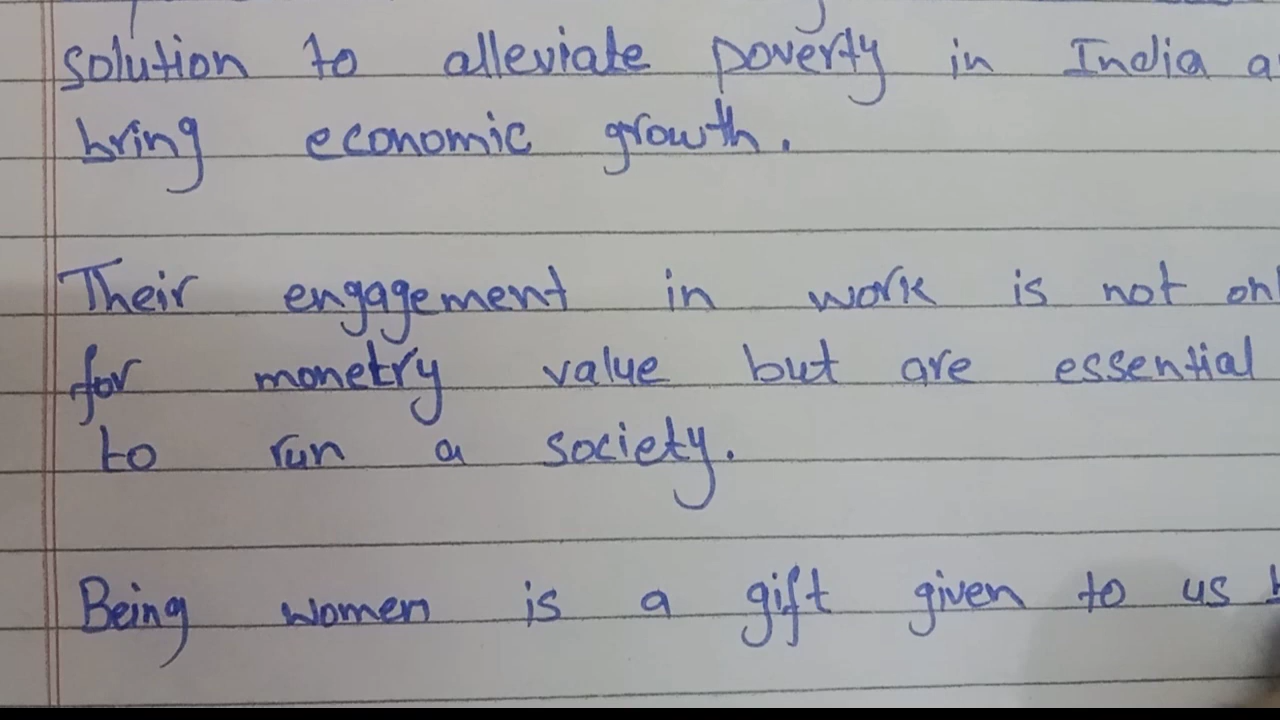 solution to alleviate poverty in India
bring economic growth.
Their engagement in work is not
for monetry value but are essential
to run a society.
Being women is a gift given to us